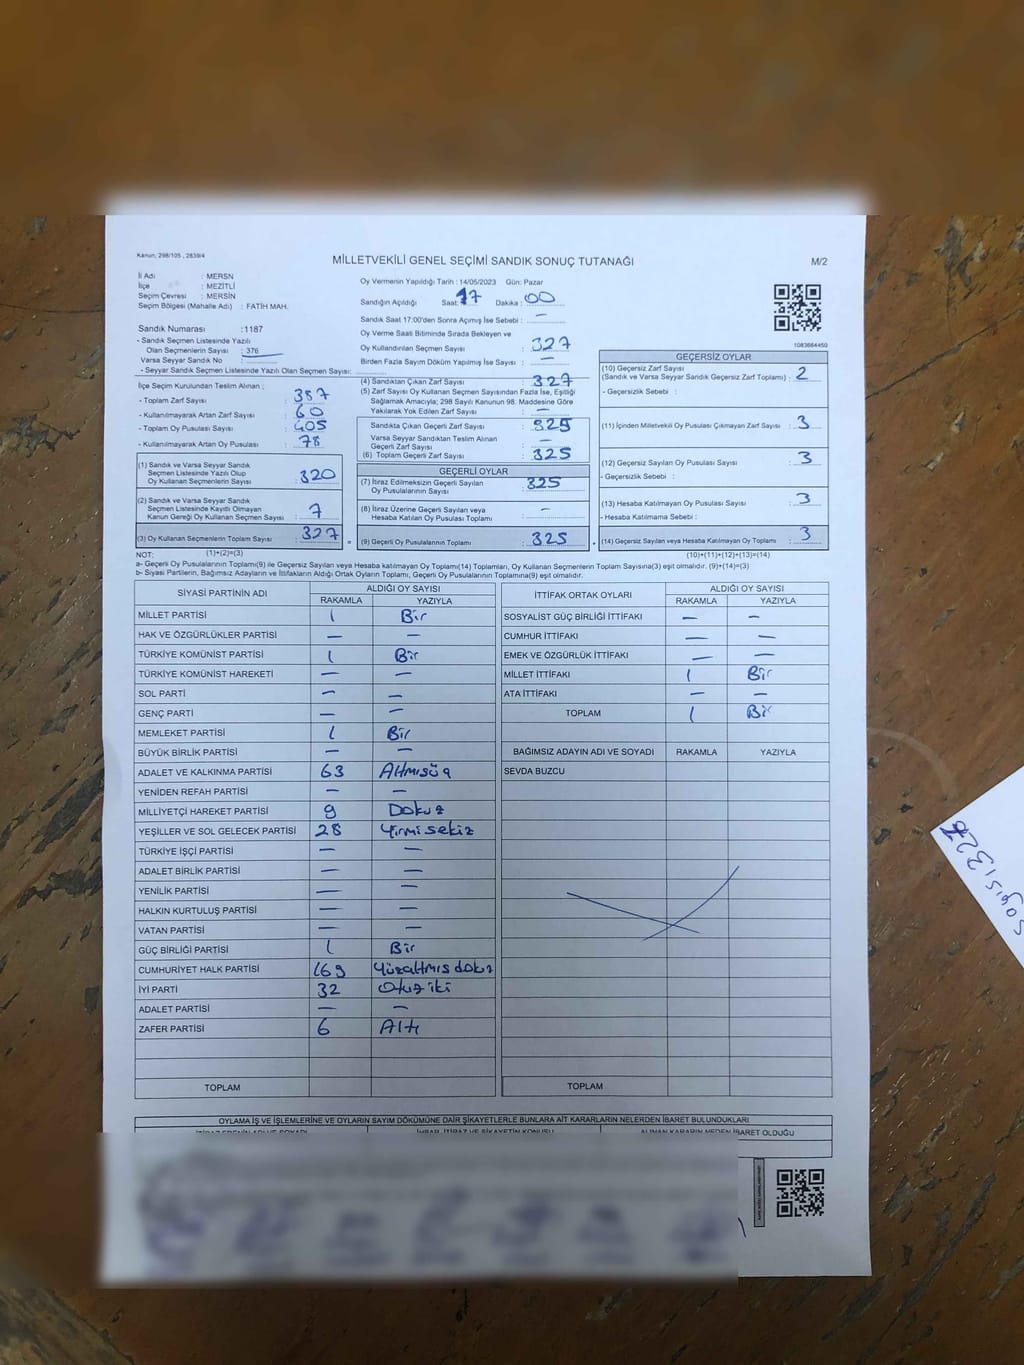 Kanun; 298/105 , 2839/4
MİLLETVEKİLİ GENEL SEÇİMİ SANDIK SONUÇ TUTANAĞI
M/2
İl Adı : MERSN
İlçe : MEZİTLİ
Seçim Çevresi : MERSİN
Seçim Bölgesi (Mahalle Adı) : FATİH MAH.
Sandık Numarası :1187
- Sandık Seçmen Listesinde Yazılı
Olan Seçmenlerin Sayısı : 376
Varsa Seyyar Sandık No :
- Seyyar Sandık Seçmen Listesinde Yazılı Olan Seçmen Sayısı:
Oy Vermenin Yapıldığı Tarih : 14/05/2023 Gün: Pazar
Sandığın Açıldığı Saat: 17 Dakika : 00
Sandık Saat 17:00'den Sonra Açımış İse Sebebi : —
Oy Verme Saati Bitiminde Sırada Bekleyen ve
Oy Kullandırılan Seçmen Sayısı : 327
Birden Fazla Sayım Döküm Yapılmış İse Sayısı : —
1083664450
İlçe Seçim Kurulundan Teslim Alınan ;
- Toplam Zarf Sayısı : 387
- Kullanılmayarak Artan Zarf Sayısı : 60
- Toplam Oy Pusulası Sayısı : 405
- Kullanılmayarak Artan Oy Pusulası : 78
(1) Sandık ve Varsa Seyyar Sandık
Seçmen Listesinde Yazılı Olup
Oy Kullanan Seçmenlerin Sayısı : 320
(2) Sandık ve Varsa Seyyar Sandık
Seçmen Listesinde Kayıtlı Olmayan
Kanun Gereği Oy Kullanan Seçmen Sayısı : 7
(3) Oy Kullanan Seçmenlerin Toplam Sayısı : 327
(1)+(2)=(3)
(4) Sandıktan Çıkan Zarf Sayısı : 327
(5) Zarf Sayısı Oy Kullanan Seçmen Sayısından Fazla İse, Eşitliği
Sağlamak Amacıyla; 298 Sayılı Kanunun 98. Maddesine Göre
Yakılarak Yok Edilen Zarf Sayısı : —
Sandıkta Çıkan Geçerli Zarf Sayısı : 325
Varsa Seyyar Sandıktan Teslim Alınan
Geçerli Zarf Sayısı : —
(6) Toplam Geçerli Zarf Sayısı : 325
GEÇERLİ OYLAR
(7) İtiraz Edilmeksizin Geçerli Sayılan
Oy Pusulalarının Sayısı : 325
(8) İtiraz Üzerine Geçerli Sayılan veya
Hesaba Katılan Oy Pusulası Toplamı : —
= (9) Geçerli Oy Pusulalarının Toplamı : 325
GEÇERSİZ OYLAR
(10) Geçersiz Zarf Sayısı
(Sandık ve Varsa Seyyar Sandık Geçersiz Zarf Toplamı) : 2
- Geçersizlik Sebebi :
(11) İçinden Milletvekili Oy Pusulası Çıkmayan Zarf Sayısı : 3
(12) Geçersiz Sayılan Oy Pusulası Sayısı : 3
- Geçersizlik Sebebi :
(13) Hesaba Katılmayan Oy Pusulası Sayısı : 3
- Hesaba Katılmama Sebebi :
+ (14) Geçersiz Sayılan veya Hesaba Katılmayan Oy Toplamı : 3
(10)+(11)+(12)+(13)=(14)
NOT:
a- Geçerli Oy Pusulalarının Toplamı(9) ile Geçersiz Sayılan veya Hesaba Katılmayan Oy Toplamı(14) Toplamları, Oy Kullanan Seçmenlerin Toplam Sayısına(3) eşit olmalıdır. (9)+(14)=(3)
b- Siyasi Partilerin, Bağımsız Adayların ve İttifakların Aldığı Ortak Oyların Toplamı, Geçerli Oy Pusulalarının Toplamına(9) eşit olmalıdır.
SİYASİ PARTİNİN ADI ALDIĞI OY SAYISI
RAKAMLA YAZIYLA
MİLLET PARTİSİ 1 Bir
HAK VE ÖZGÜRLÜKLER PARTİSİ — —
TÜRKİYE KOMÜNİST PARTİSİ 1 Bir
TÜRKİYE KOMÜNİST HAREKETİ — —
SOL PARTİ — —
GENÇ PARTİ — —
MEMLEKET PARTİSİ 1 Bir
BÜYÜK BİRLİK PARTİSİ — —
ADALET VE KALKINMA PARTİSİ 63 Altmışüç
YENİDEN REFAH PARTİSİ — —
MİLLİYETÇİ HAREKET PARTİSİ 9 Dokuz
YEŞİLLER VE SOL GELECEK PARTİSİ 28 Yirmi sekiz
TÜRKİYE İŞÇİ PARTİSİ — —
ADALET BİRLİK PARTİSİ — —
YENİLİK PARTİSİ — —
HALKIN KURTULUŞ PARTİSİ — —
VATAN PARTİSİ — —
GÜÇ BİRLİĞİ PARTİSİ 1 Bir
CUMHURİYET HALK PARTİSİ 169 Yüzaltmış dokuz
İYİ PARTİ 32 Otuz iki
ADALET PARTİSİ — —
ZAFER PARTİSİ 6 Altı
TOPLAM
İTTİFAK ORTAK OYLARI ALDIĞI OY SAYISI
RAKAMLA YAZIYLA
SOSYALİST GÜÇ BİRLİĞİ İTTİFAKI — —
CUMHUR İTTİFAKI — —
EMEK VE ÖZGÜRLÜK İTTİFAKI — —
MİLLET İTTİFAKI 1 Bir
ATA İTTİFAKI — —
TOPLAM 1 Bir
BAĞIMSIZ ADAYIN ADI VE SOYADI RAKAMLA YAZIYLA
SEVDA BUZCU
TOPLAM
OYLAMA İŞ VE İŞLEMLERİNE VE OYLARIN SAYIM DÖKÜMÜNE DAİR ŞİKAYETLERLE BUNLARA AİT KARARLARIN NELERDEN İBARET BULUNDUKLARI
İTİRAZ EDENİN ADI VE SOYADI İHBAR, İTİRAZ VE ŞİKAYETİN KONUSU ALINAN KARARIN NEDEN İBARET OLDUĞU
sayısı 327